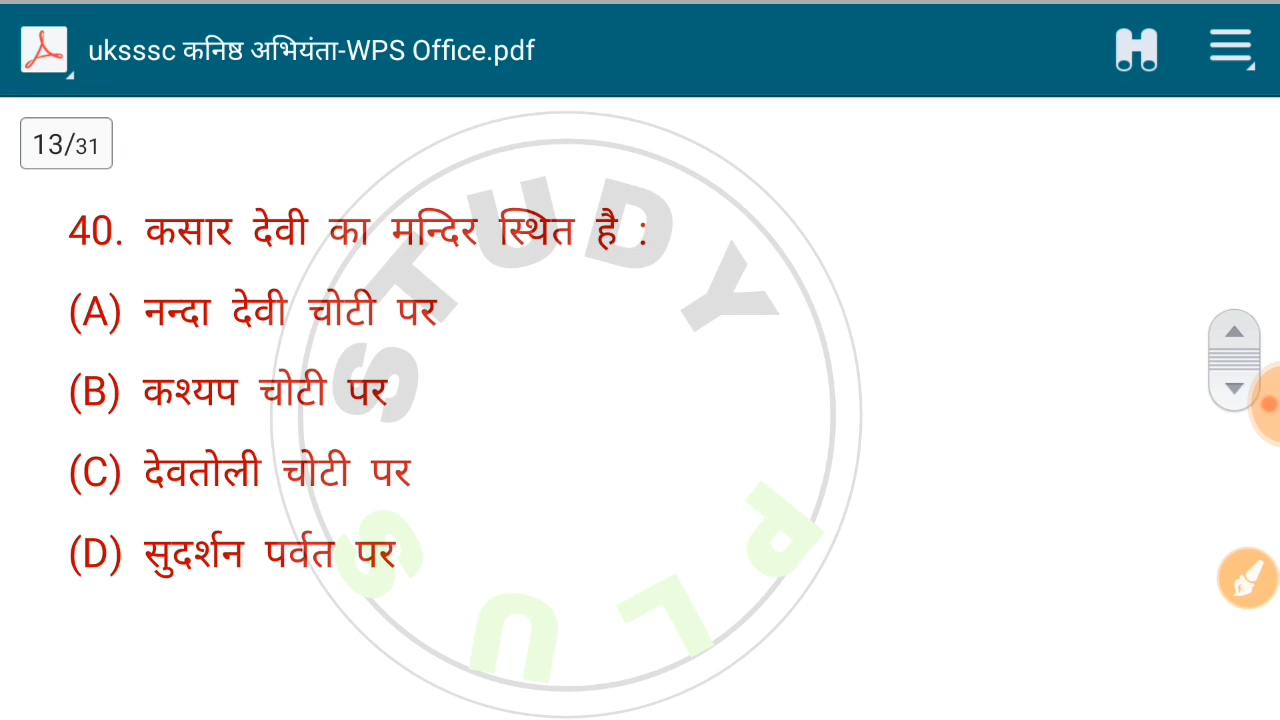 uksssc कनिष्ठ अभियंता-WPS Office.pdf
13/31
40. कसार देवी का मन्दिर स्थित है :
(A) नन्दा देवी चोटी पर
(B) कश्यप चोटी पर
(C) देवतोली चोटी पर
(D) सुदर्शन पर्वत पर
STUDY
PLUS